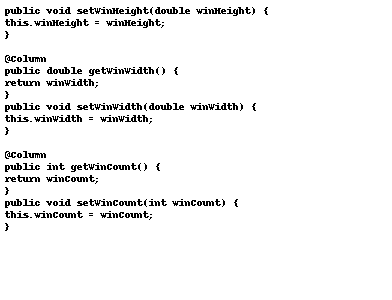 public void setWinHeight(double winHeight) {
this.winHeight = winHeight;
}

@Column
public double getWinWidth() {
return winWidth;
}
public void setWinWidth(double winWidth) {
this.winWidth = winWidth;
}

@Column
public int getWinCount() {
return winCount;
}
public void setWinCount(int winCount) {
this.winCount = winCount;
}